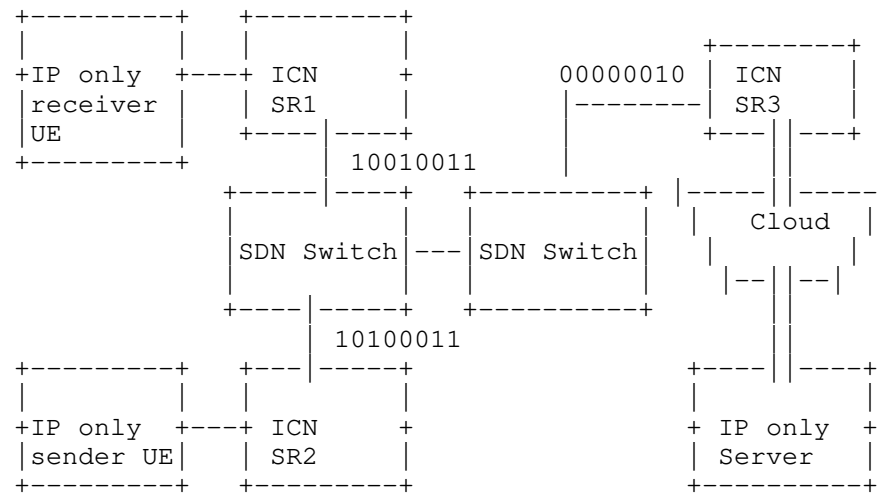 IP only ICN 00000010 ICN
receiver SR1 SR3
UE
10010011
Cloud
SDN Switch SDN Switch
10100011
IP only ICN IP only
sender UE SR2 Server